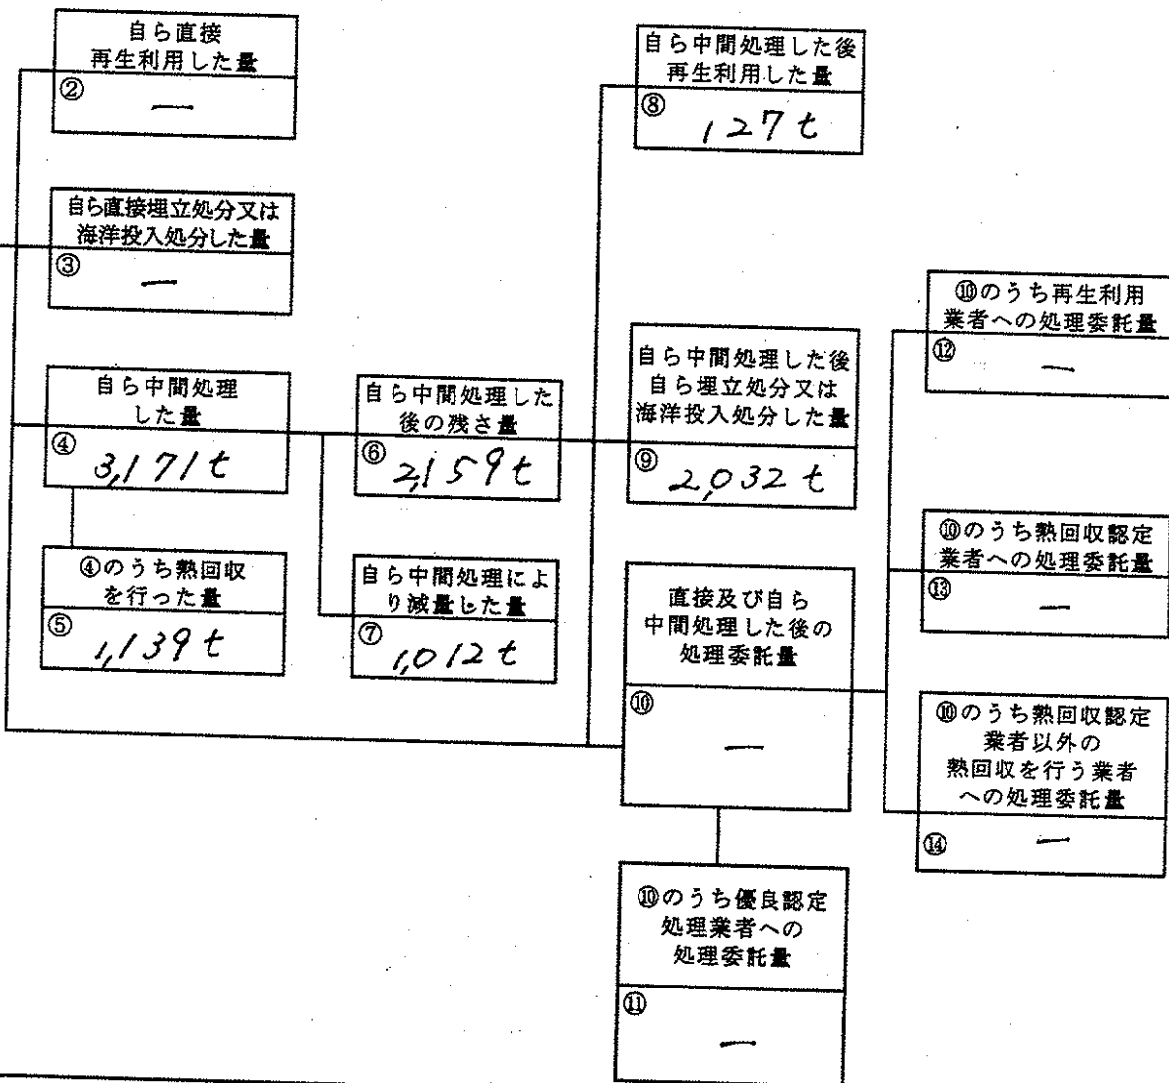 自ら直接
再生利用した量
②
ー
自ら直接埋立処分又は
海洋投入処分した量
③
ー
自ら中間処理
した量
④
3,171t
④のうち熱回収
を行った量
⑤
1,139t
自ら中間処理した
後の残さ量
⑥
2,159t
自ら中間処理によ
り減量した量
⑦
1,012t
自ら中間処理した後
再生利用した量
⑧
127t
自ら中間処理した後
自ら埋立処分又は
海洋投入処分した量
⑨
2,032t
直接及び自ら
中間処理した後の
処理委託量
⑩
ー
⑩のうち優良認定
処理業者への
処理委託量
⑪
ー
⑩のうち再生利用
業者への処理委託量
⑫
ー
⑩のうち熱回収認定
業者への処理委託量
⑬
ー
⑩のうち熱回収認定
業者以外の
熱回収を行う業者
への処理委託量
⑭
ー